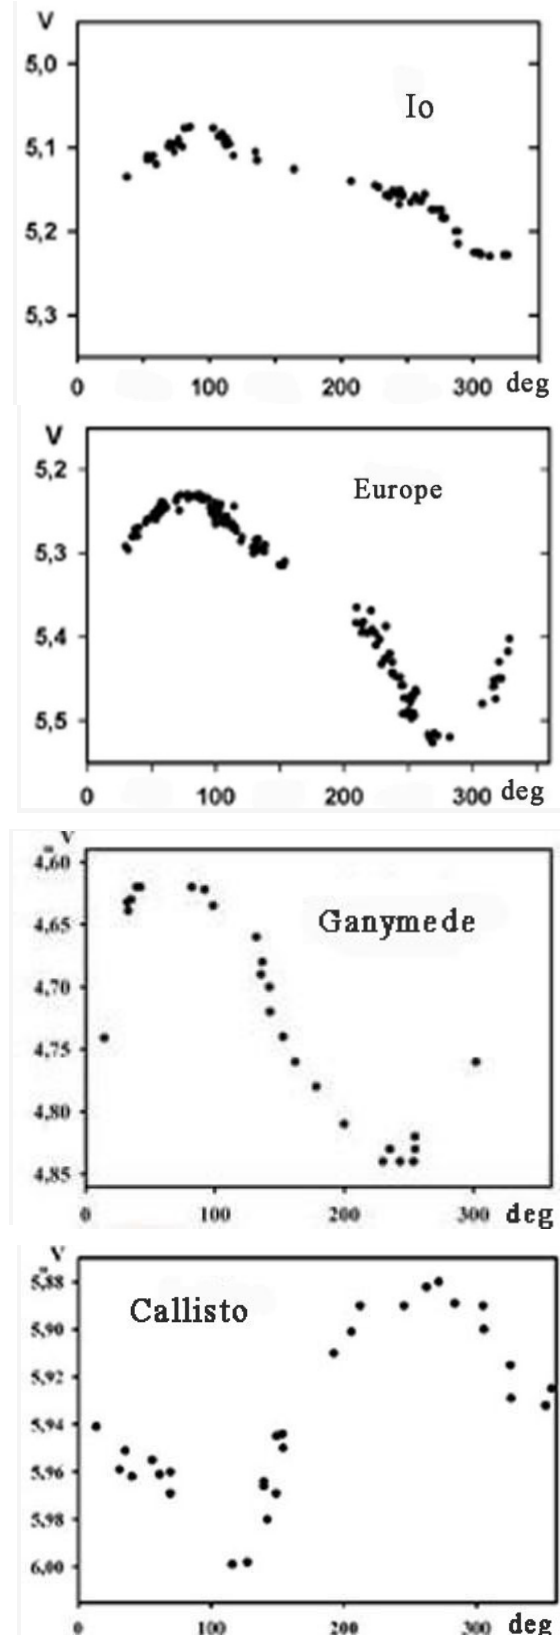 V
5,0
Io
5,1
5,2
5,3
0 100 200 300 deg
V
5,2
Europe
5,3
5,4
5,5
0 100 200 300 deg
V
4,60
Ganymede
4,65
4,70
4,75
4,80
4,85
0 100 200 300 deg
V
5,88
Callisto
5,90
5,92
5,94
5,96
5,98
6,00
0 100 200 300 deg